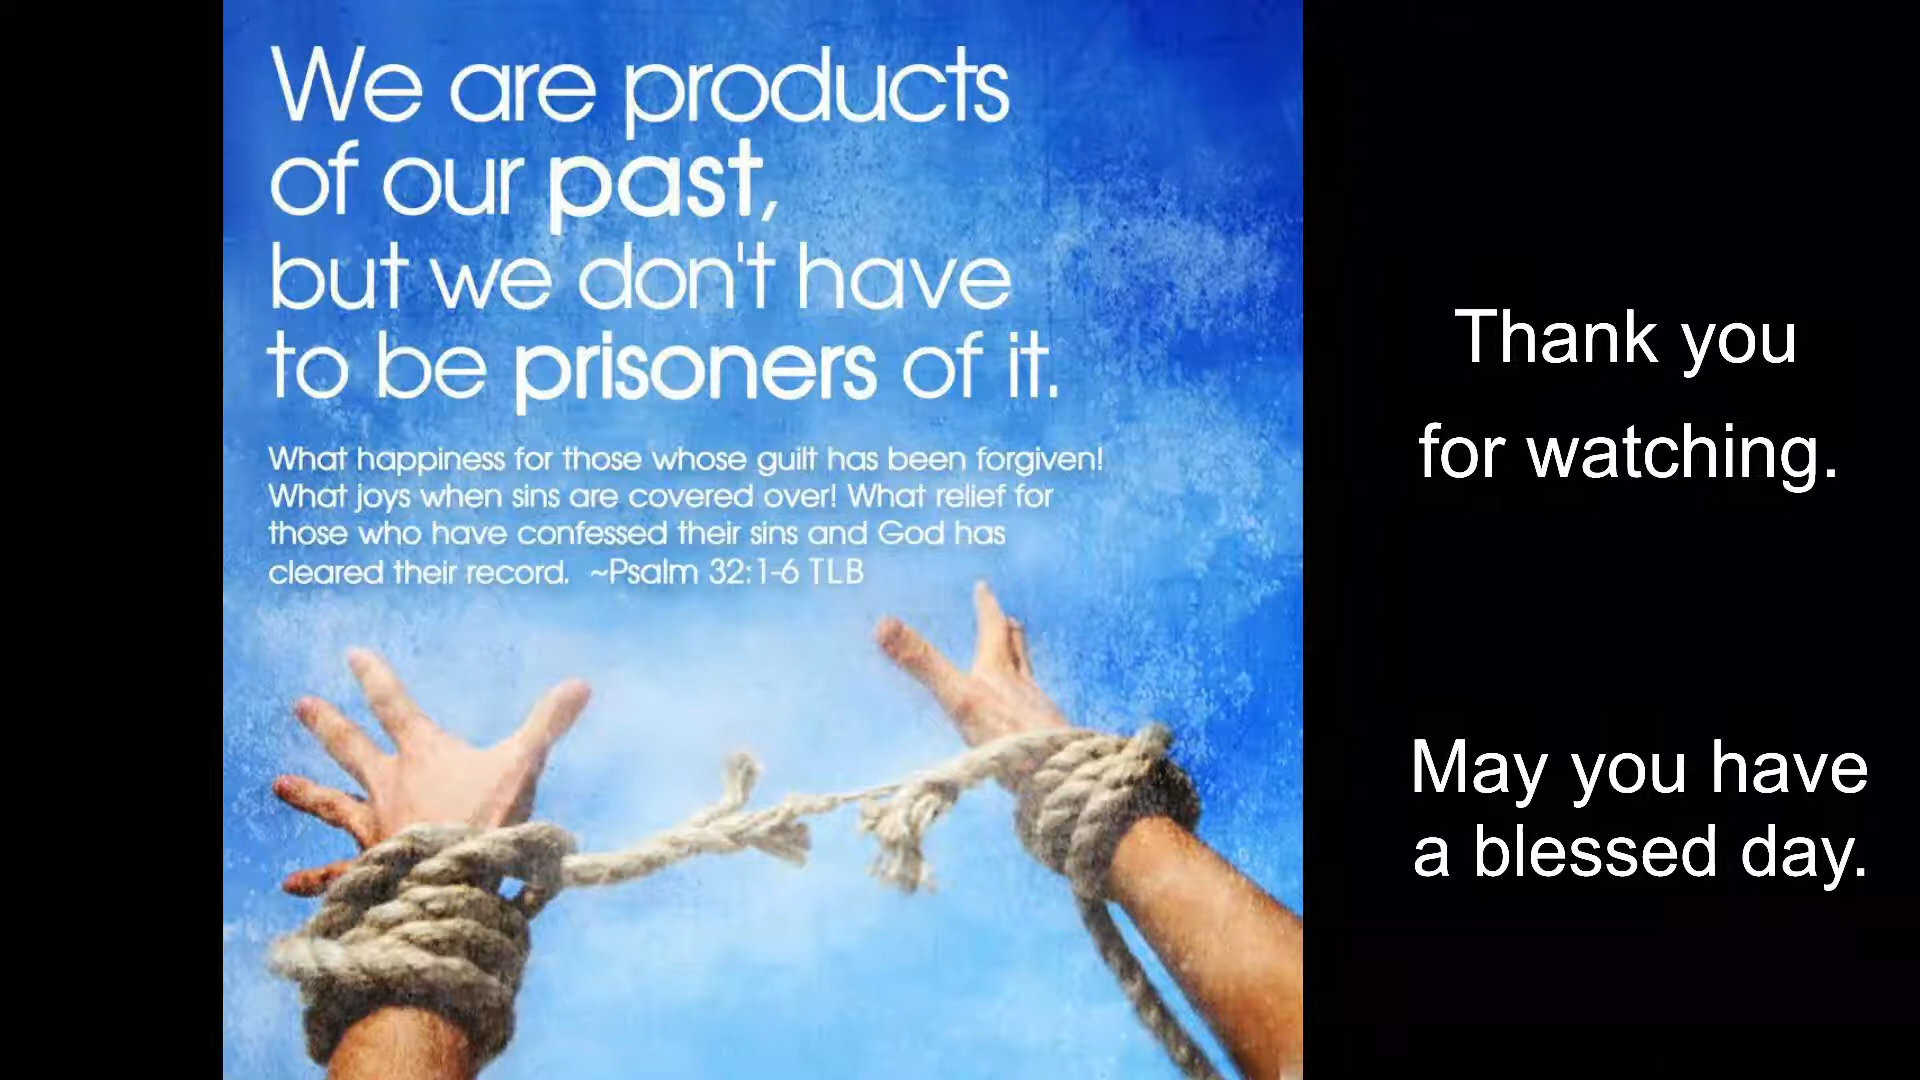 We are products
of our past,
but we don't have
to be prisoners of it.
What happiness for those whose guilt has been forgiven!
What joys when sins are covered over! What relief for
those who have confessed their sins and God has
cleared their record.  ~Psalm 32:1-6 TLB
Thank you
for watching.
May you have
a blessed day.